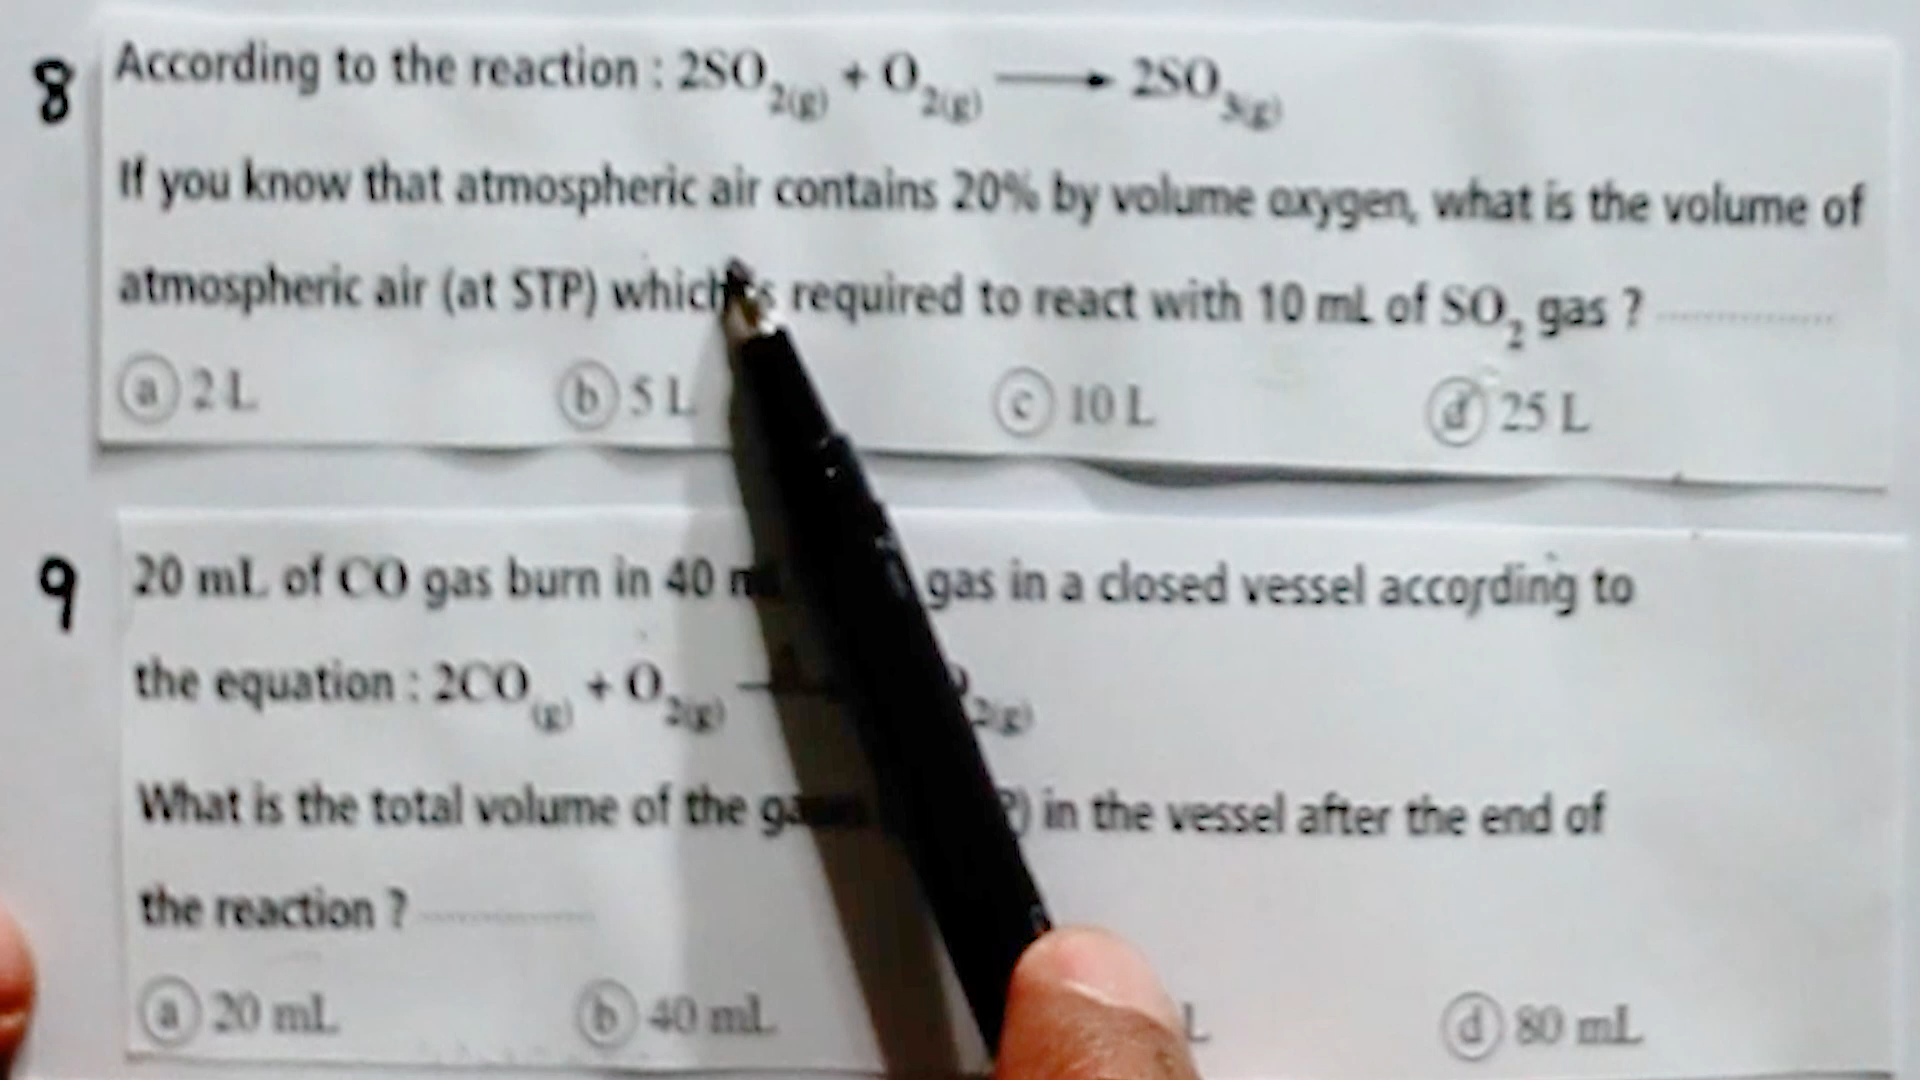 8 According to the reaction : 2SO2(g) + O2(g) ⟶ 2SO3(g)
If you know that atmospheric air contains 20% by volume oxygen, what is the volume of
atmospheric air (at STP) which required to react with 10 mL of SO2 gas ? ............
a 2 L b 5 L c 10 L d 25 L
9 20 mL of CO gas burn in 40 gas in a closed vessel according to
the equation : 2CO(g) + O2(g) 2(g)
What is the total volume of the in the vessel after the end of
the reaction ? ............
a 20 mL b 40 mL L d 80 mL